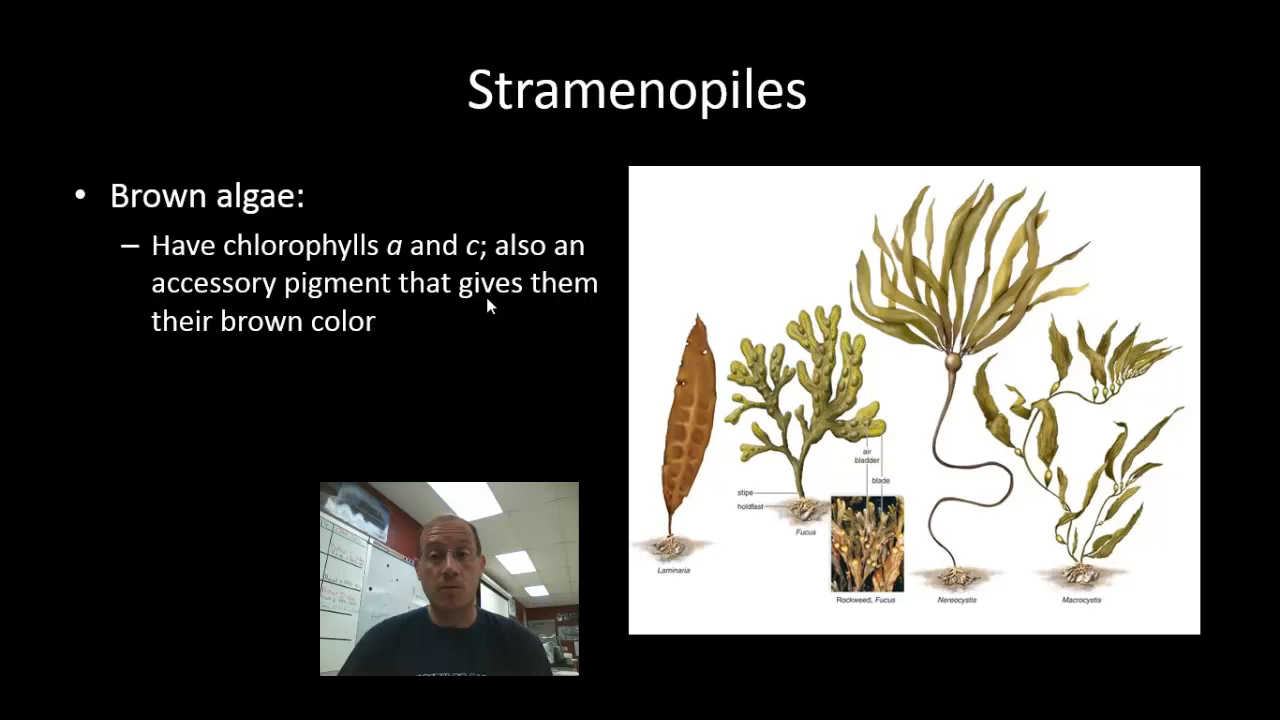 Stramenopiles
• Brown algae:
– Have chlorophylls a and c; also an
accessory pigment that gives them
their brown color
air
bladder
blade
stipe
holdfast
Fucus
Laminaria
Rockweed, Fucus
Nereocystis
Macrocystis